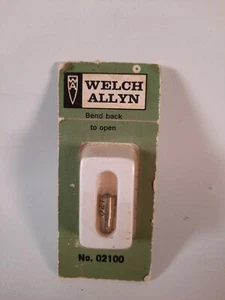 WELCH
ALLYN
Bend back
to open
No. 02100